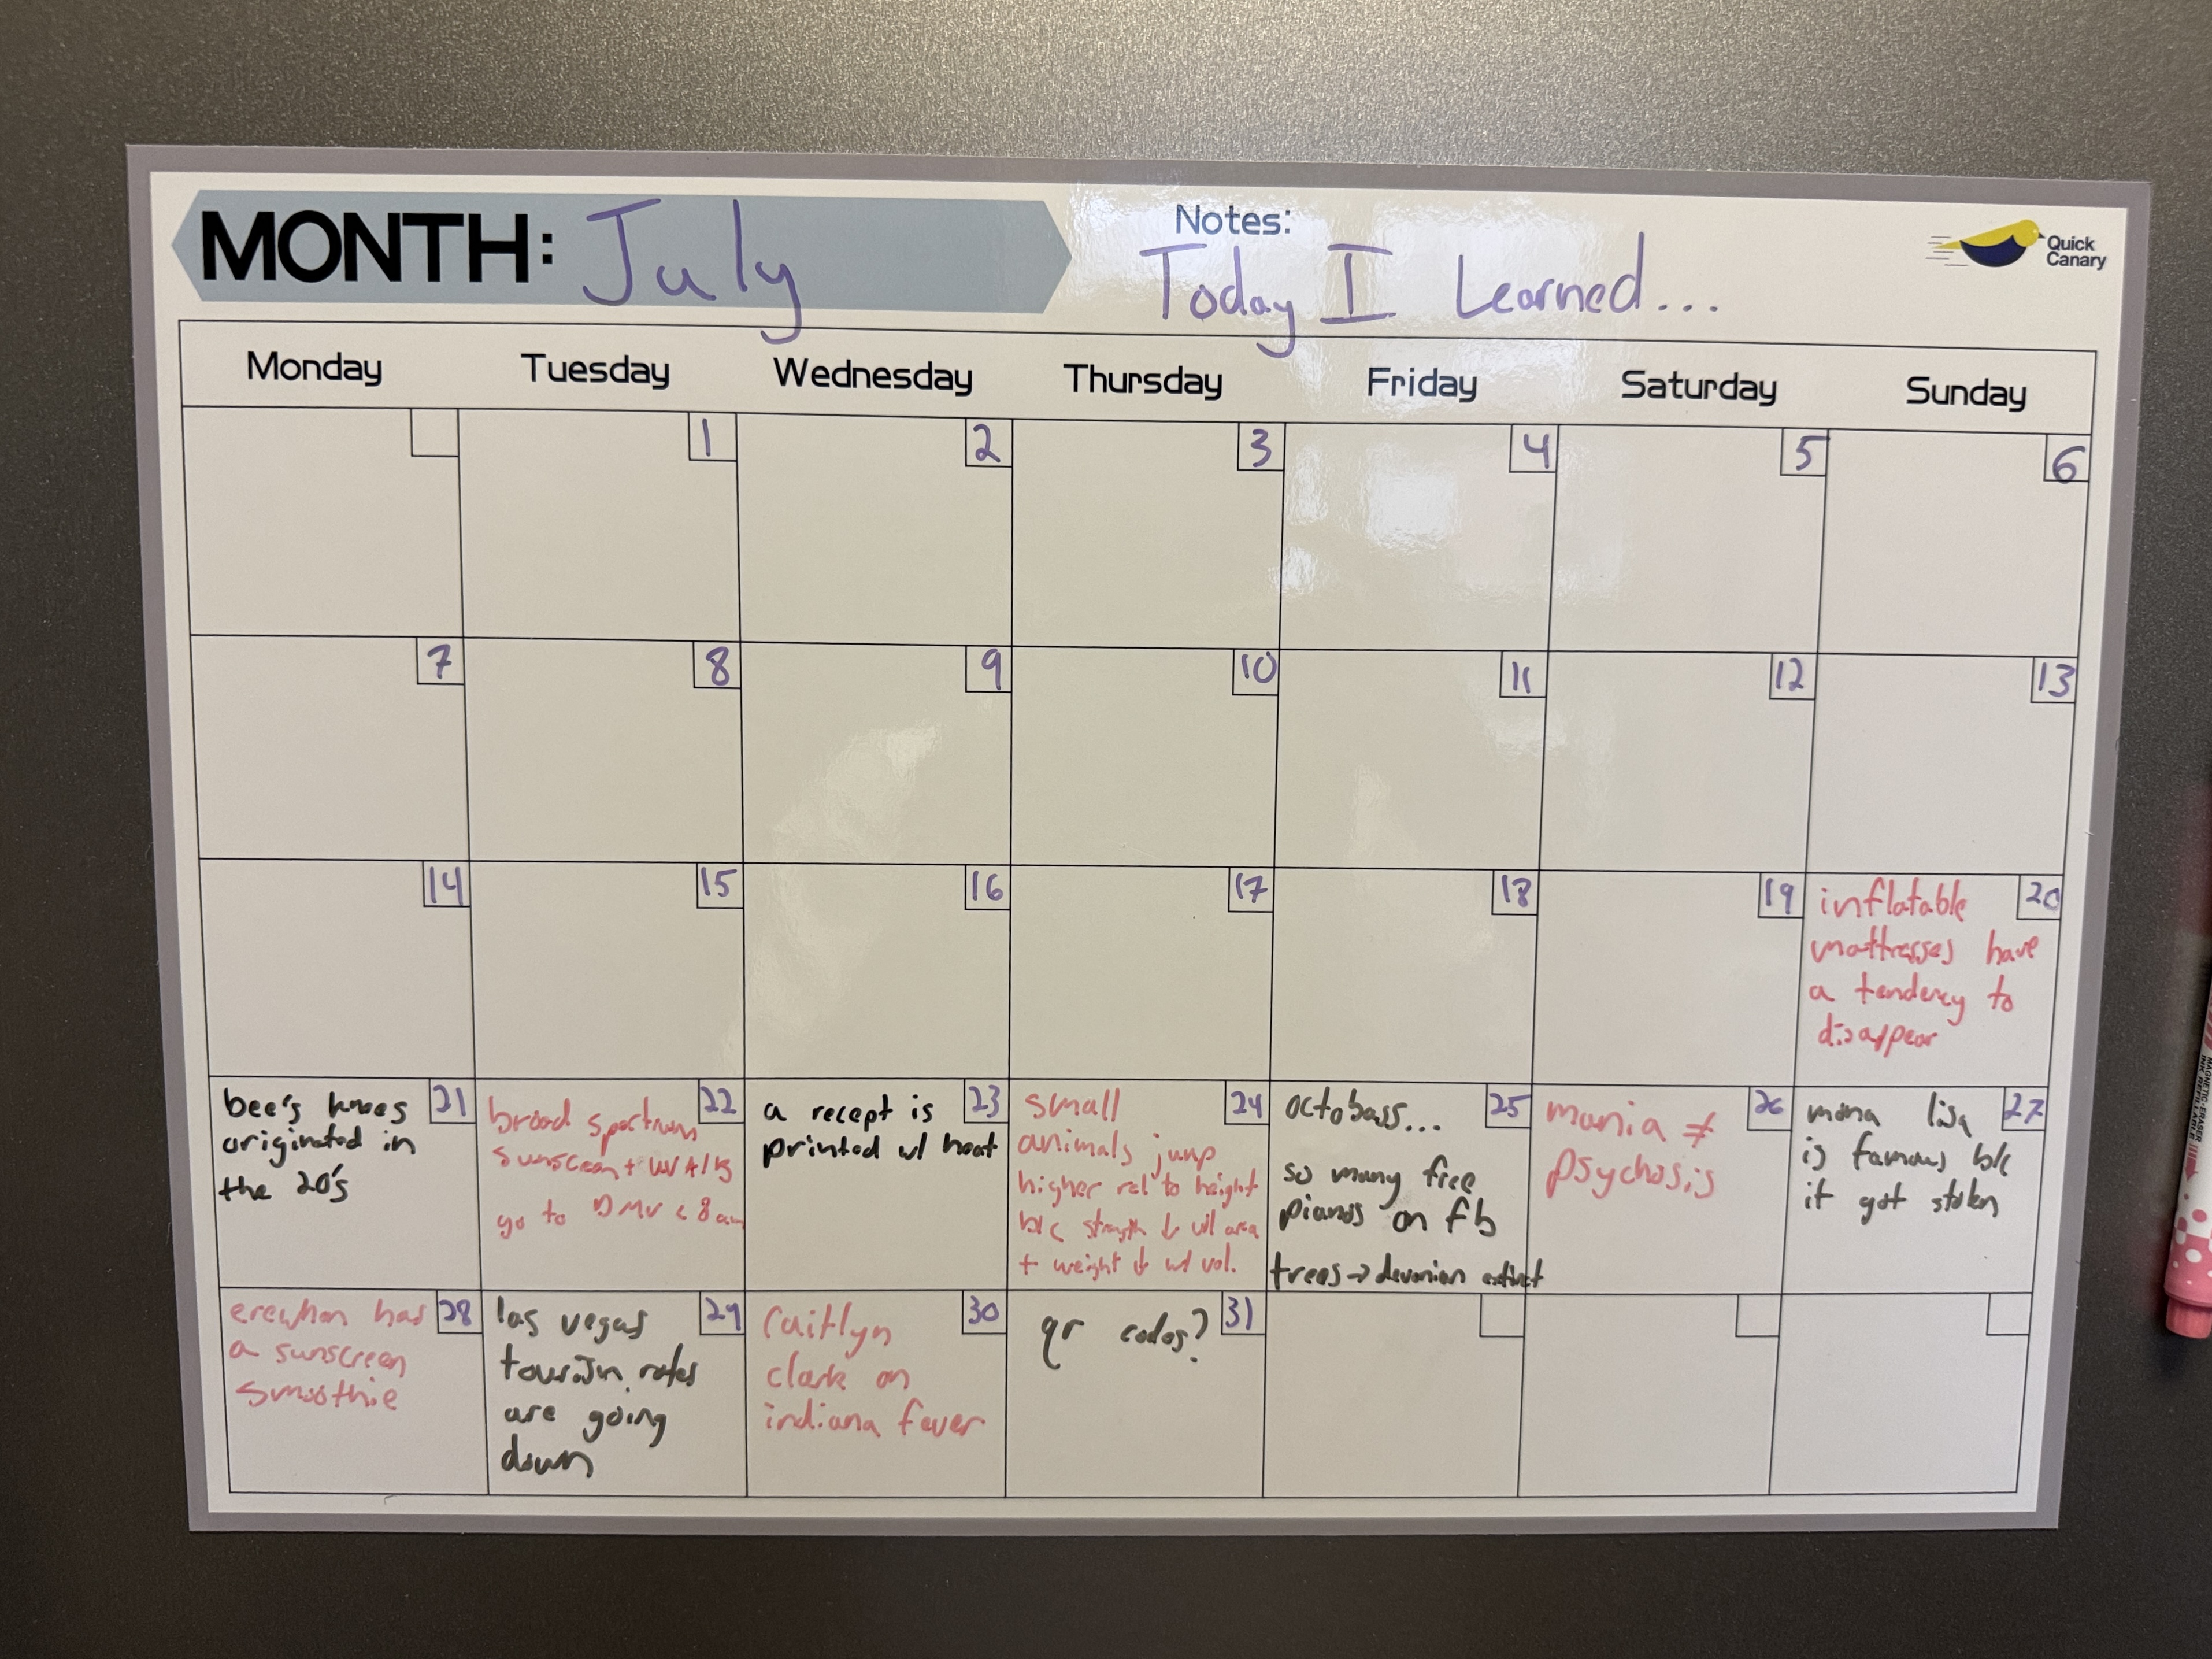 MONTH: July
Notes:
Today I Learned...
Quick
Canary
Monday Tuesday Wednesday Thursday Friday Saturday Sunday
1 2 3 4 5 6
7 8 9 10 11 12 13
14 15 16 17 18 19 20
inflatable
mattresses have
a tendency to
disappear
21
bee's knees
originated in
the 20's
22
broad spectrum
sunscreen + UV A/B
go to DMV < 8am
23
a recept is
printed w/ heat
24
small
animals jump
higher rel to height
b/c strength ↓ w/ area
+ weight ↓ w/ vol.
25
octobass...
so many free
pianos on fb
trees → devonian extinct
26
mania ≠
psychosis
27
mona lisa
is famous b/c
it got stolen
28
erewhon has
a sunscreen
smoothie
29
las vegas
tourism rates
are going
down
30
Caitlyn
clark on
indiana fever
31
qr codes?